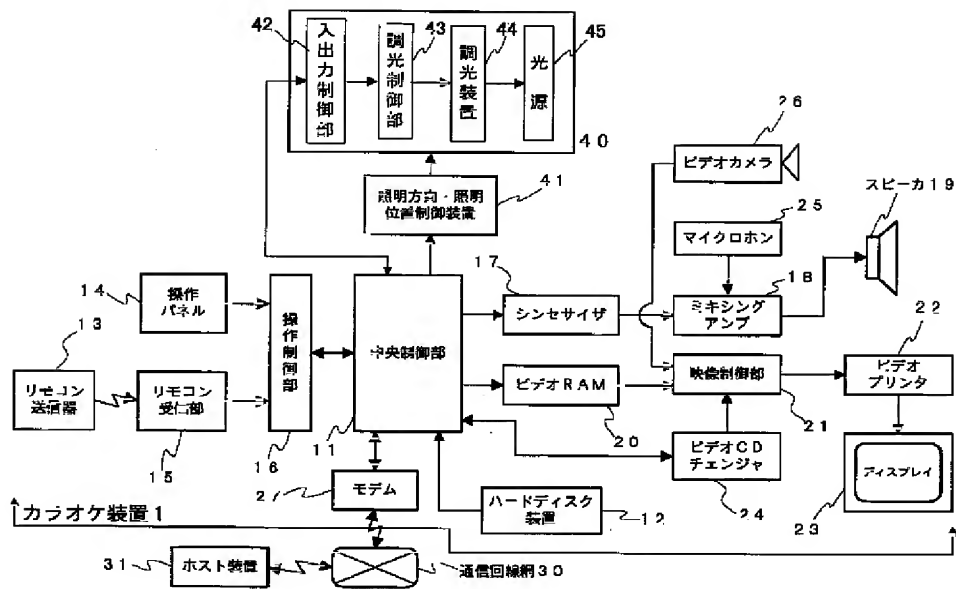 42
入出力制御部
43
調光制御部
44
調光装置
45
光源
40
照明方向・照明
位置制御装置
41
26
ビデオカメラ
25
マイクロホン
スピーカ19
17
シンセサイザ
18
ミキシング
アンプ
14
操作
パネル
13
リモコン
送信器
リモコン
受信部
15
操作制御部
16
中央制御部
11
ビデオRAM
20
映像制御部
21
22
ビデオ
プリンタ
ビデオCD
チェンジャ
24
ディスプレイ
23
2
モデム
ハードディスク
装置
12
カラオケ装置1
31
ホスト装置
通信回線網30